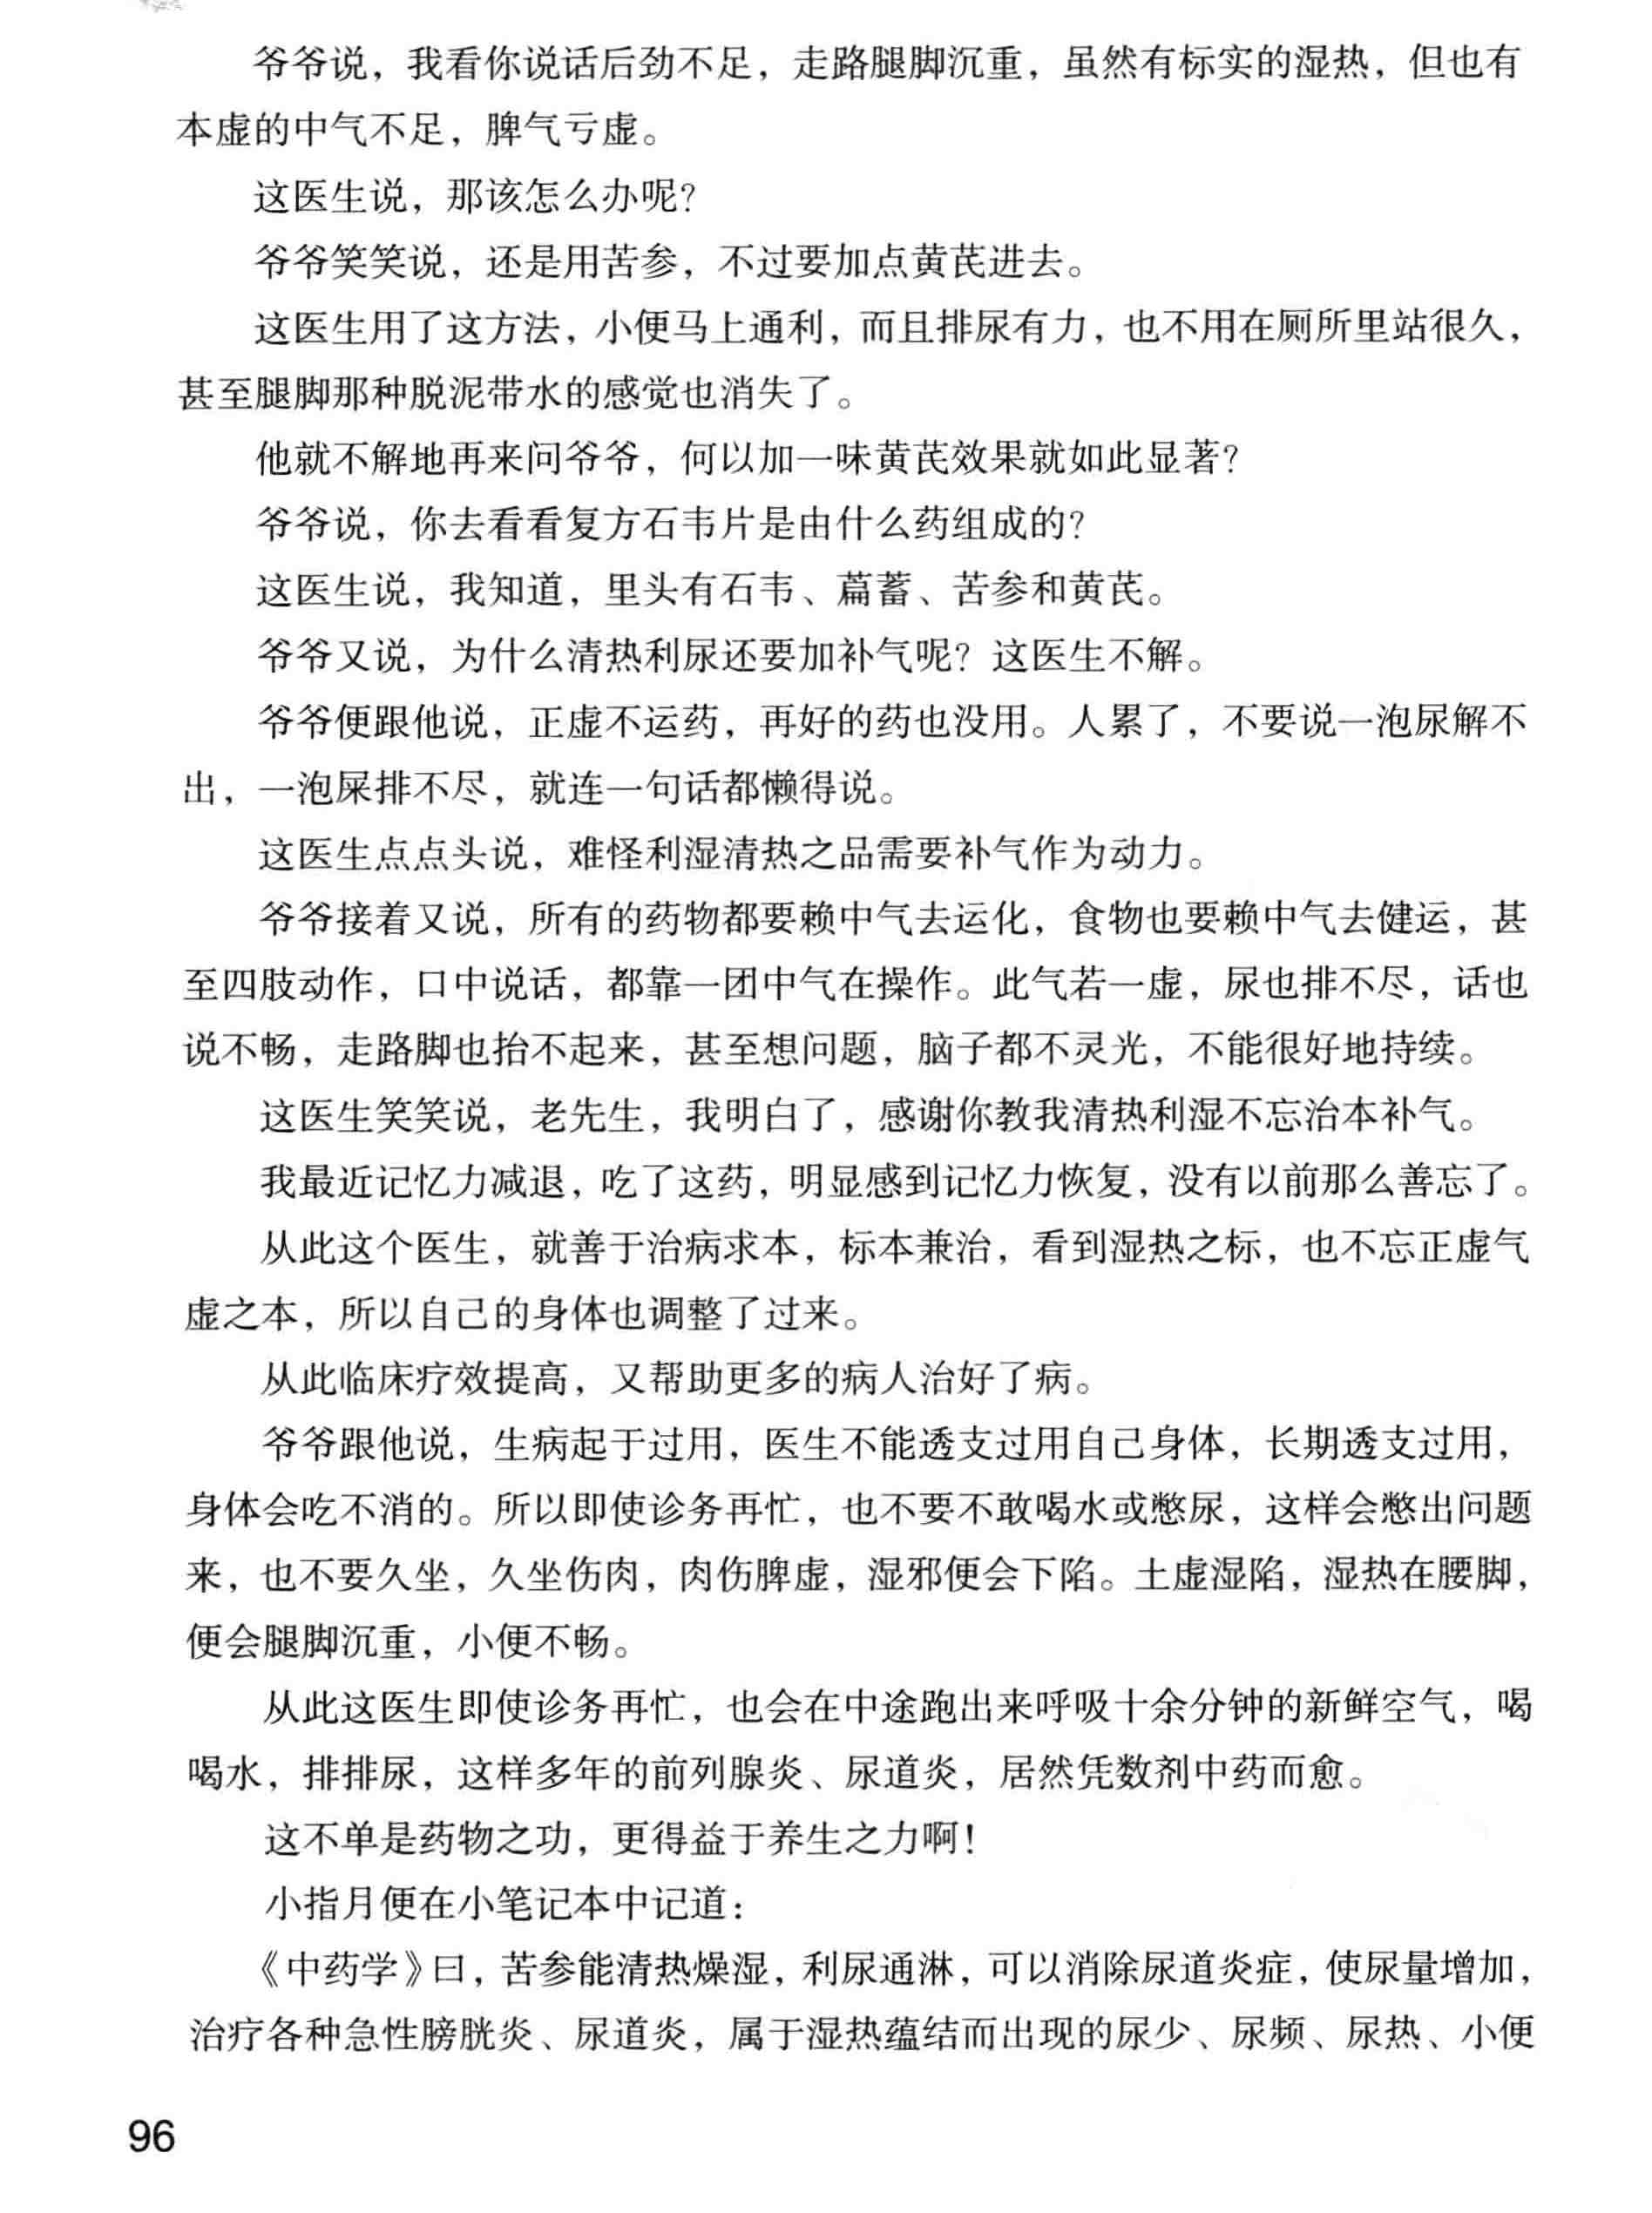 爷爷说，我看你说话后劲不足，走路腿脚沉重，虽然有标实的湿热，但也有
本虚的中气不足，脾气亏虚。
这医生说，那该怎么办呢？
爷爷笑笑说，还是用苦参，不过要加点黄芪进去。
这医生用了这方法，小便马上通利，而且排尿有力，也不用在厕所里站很久，
甚至腿脚那种脱泥带水的感觉也消失了。
他就不解地再来问爷爷，何以加一味黄芪效果就如此显著？
爷爷说，你去看看复方石韦片是由什么药组成的？
这医生说，我知道，里头有石韦、萹蓄、苦参和黄芪。
爷爷又说，为什么清热利尿还要加补气呢？这医生不解。
爷爷便跟他说，正虚不运药，再好的药也没用。人累了，不要说一泡尿解不
出，一泡屎排不尽，就连一句话都懒得说。
这医生点点头说，难怪利湿清热之品需要补气作为动力。
爷爷接着又说，所有的药物都要赖中气去运化，食物也要赖中气去健运，甚
至四肢动作，口中说话，都靠一团中气在操作。此气若一虚，尿也排不尽，话也
说不畅，走路脚也抬不起来，甚至想问题，脑子都不灵光，不能很好地持续。
这医生笑笑说，老先生，我明白了，感谢你教我清热利湿不忘治本补气。
我最近记忆力减退，吃了这药，明显感到记忆力恢复，没有以前那么善忘了。
从此这个医生，就善于治病求本，标本兼治，看到湿热之标，也不忘正虚气
虚之本，所以自己的身体也调整了过来。
从此临床疗效提高，又帮助更多的病人治好了病。
爷爷跟他说，生病起于过用，医生不能透支过用自己身体，长期透支过用，
身体会吃不消的。所以即使诊务再忙，也不要不敢喝水或憋尿，这样会憋出问题
来，也不要久坐，久坐伤肉，肉伤脾虚，湿邪便会下陷。土虚湿陷，湿热在腰脚，
便会腿脚沉重，小便不畅。
从此这医生即使诊务再忙，也会在中途跑出来呼吸十余分钟的新鲜空气，喝
喝水，排排尿，这样多年的前列腺炎、尿道炎，居然凭数剂中药而愈。
这不单是药物之功，更得益于养生之力啊！
小指月便在小笔记本中记道：
《中药学》曰，苦参能清热燥湿，利尿通淋，可以消除尿道炎症，使尿量增加，
治疗各种急性膀胱炎、尿道炎，属于湿热蕴结而出现的尿少、尿频、尿热、小便
96